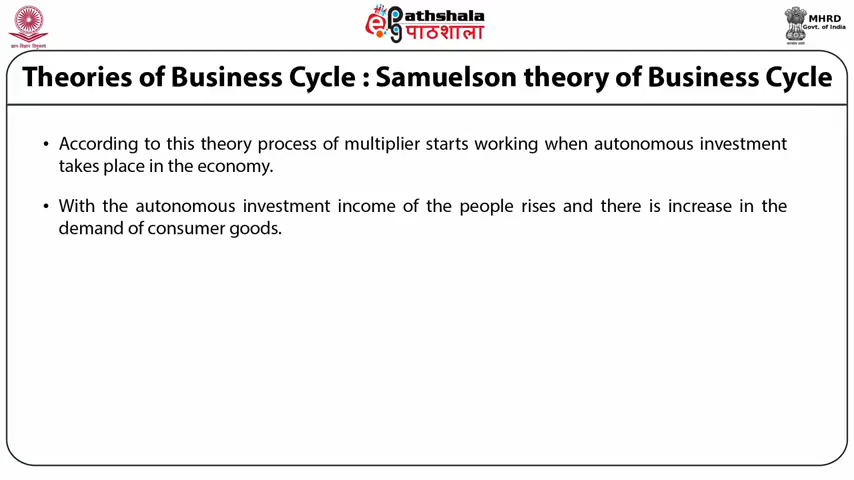 ePathshala
पाठशाला
MHRD
Govt. of India
Theories of Business Cycle : Samuelson theory of Business Cycle
• According to this theory process of multiplier starts working when autonomous investment
takes place in the economy.
• With the autonomous investment income of the people rises and there is increase in the
demand of consumer goods.